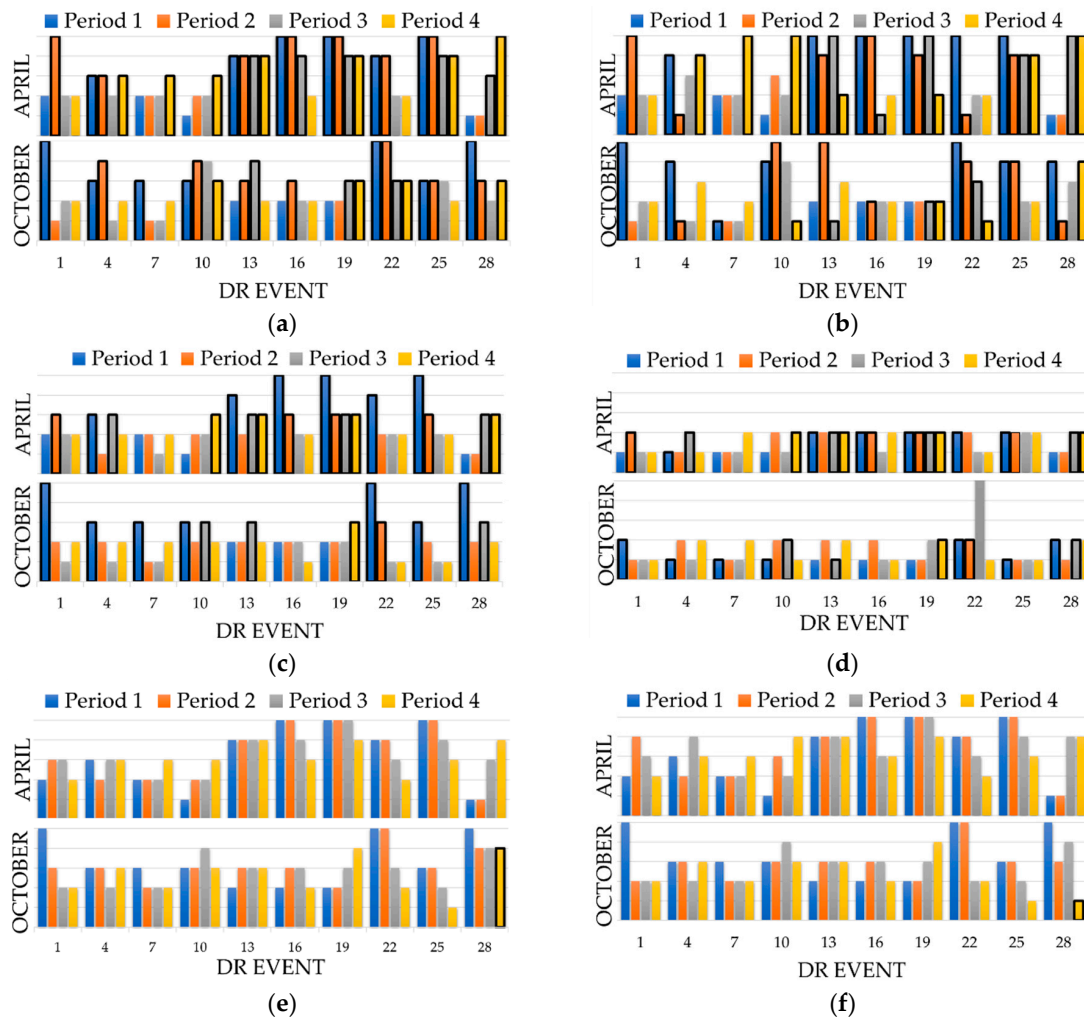 Period 1 Period 2 Period 3 Period 4
APRIL
OCTOBER
1 4 7 10 13 16 19 22 25 28
DR EVENT
(a)
Period 1 Period 2 Period 3 Period 4
APRIL
OCTOBER
1 4 7 10 13 16 19 22 25 28
DR EVENT
(b)
Period 1 Period 2 Period 3 Period 4
APRIL
OCTOBER
1 4 7 10 13 16 19 22 25 28
DR EVENT
(c)
Period 1 Period 2 Period 3 Period 4
APRIL
OCTOBER
1 4 7 10 13 16 19 22 25 28
DR EVENT
(d)
Period 1 Period 2 Period 3 Period 4
APRIL
OCTOBER
1 4 7 10 13 16 19 22 25 28
DR EVENT
(e)
Period 1 Period 2 Period 3 Period 4
APRIL
OCTOBER
1 4 7 10 13 16 19 22 25 28
DR EVENT
(f)